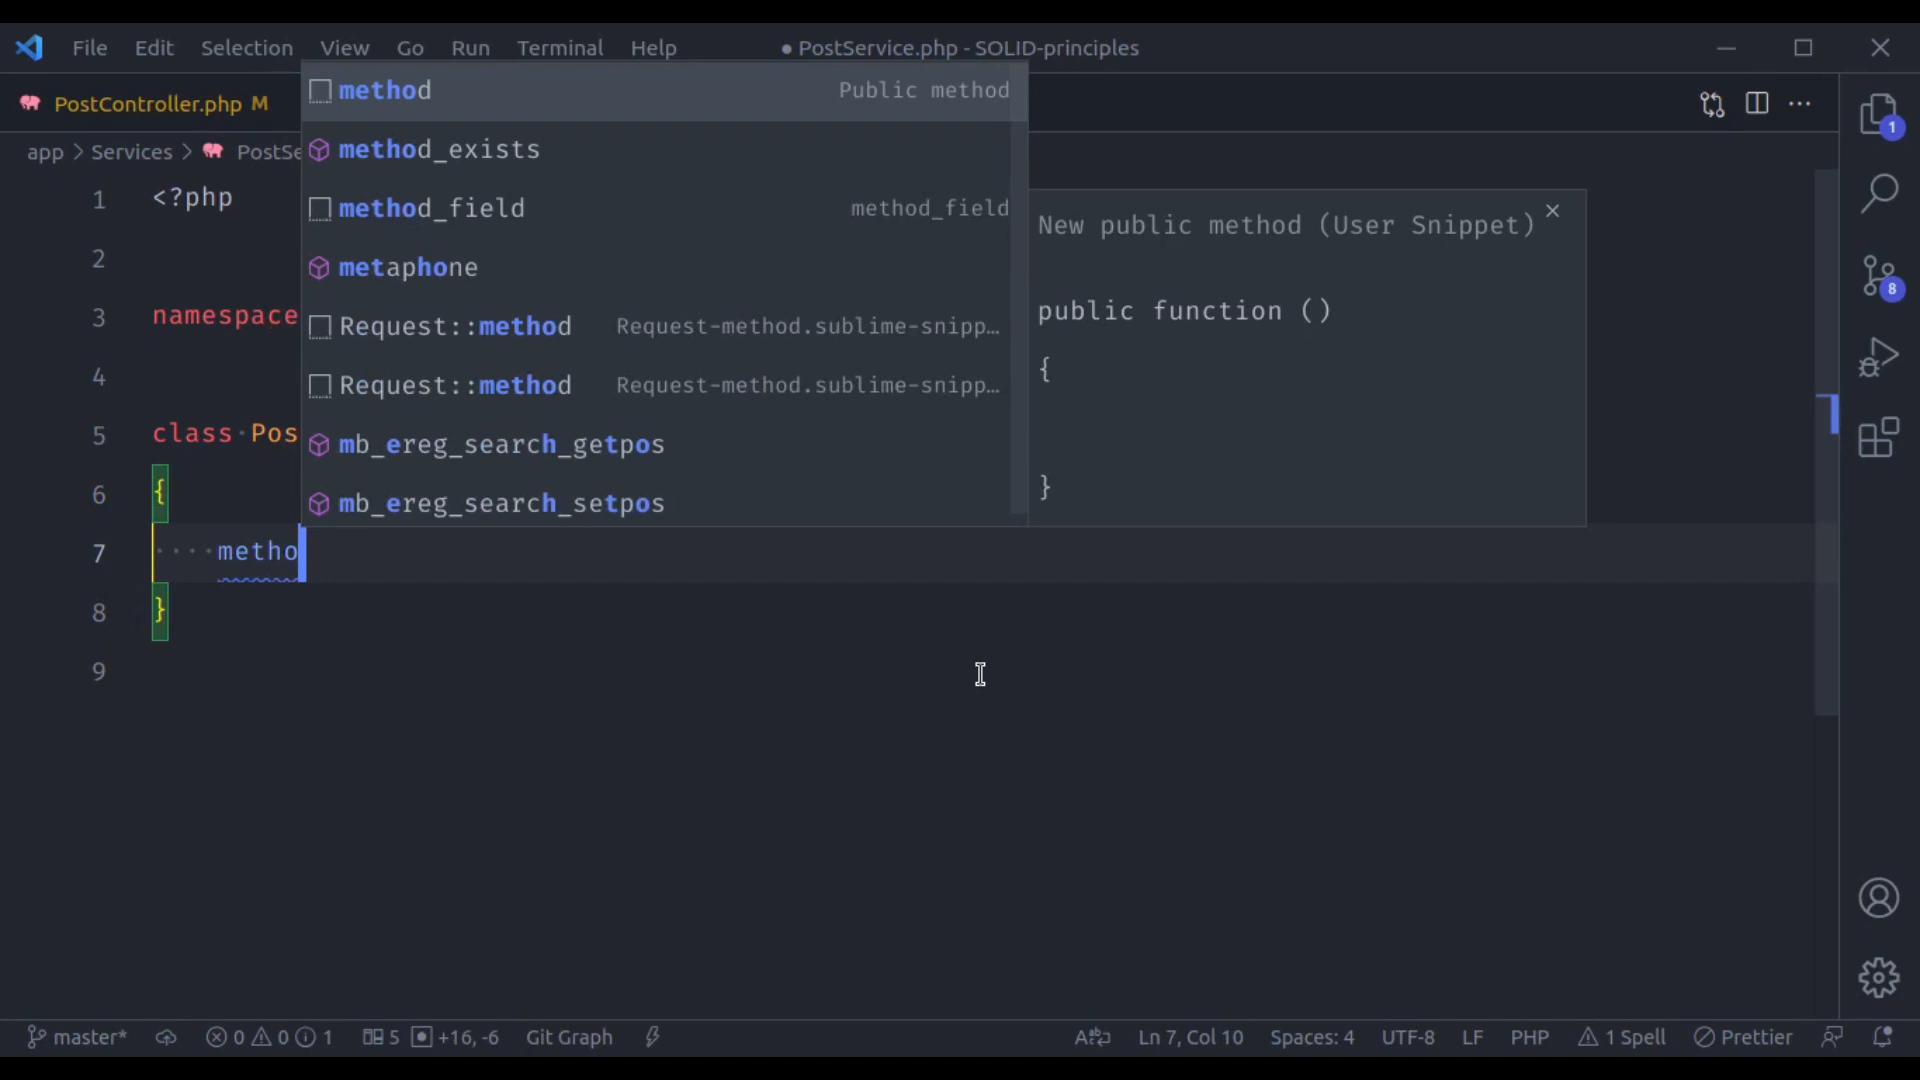 File Edit Selection View Go Run Terminal Help ● PostService.php - SOLID-principles
PostController.php M
app > Services > PostSe
1 <?php
2
3 namespace
4
5 class·Pos
6 {
7 ····metho
8 }
9
method Public method
method_exists
method_field method_field
metaphone
Request::method Request-method.sublime-snipp…
Request::method Request-method.sublime-snipp…
mb_ereg_search_getpos
mb_ereg_search_setpos
New public method (User Snippet)
public function ()
{
}
1
8
master* 0 0 1 5 +16, -6 Git Graph Ln 7, Col 10 Spaces: 4 UTF-8 LF PHP 1 Spell Prettier